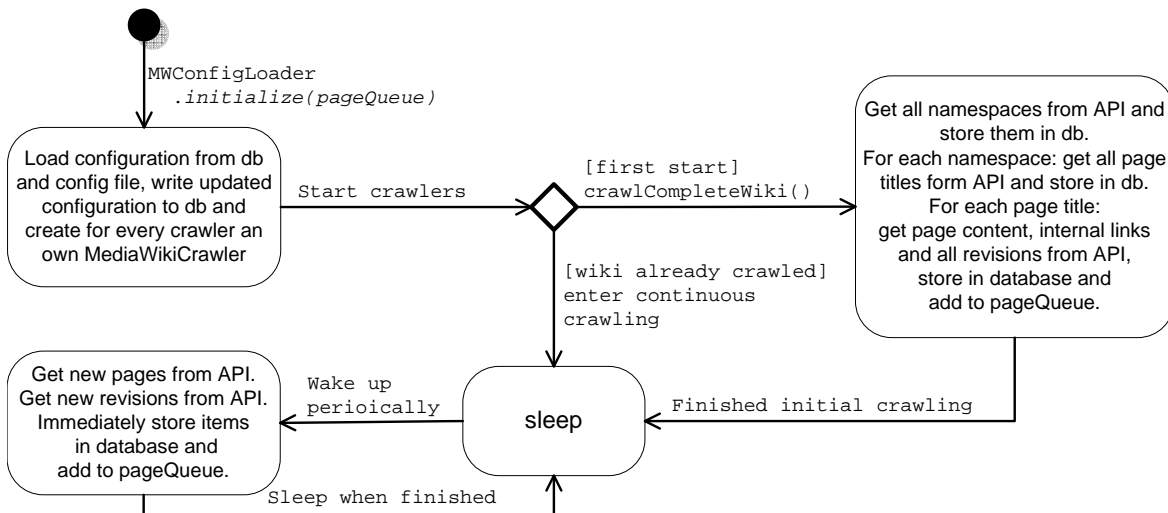 MWConfigLoader
.initialize(pageQueue)
Load configuration from db
and config file, write updated
configuration to db and
create for every crawler an
own MediaWikiCrawler
Start crawlers
[first start]
crawlCompleteWiki()
Get all namespaces from API and
store them in db.
For each namespace: get all page
titles form API and store in db.
For each page title:
get page content, internal links
and all revisions from API,
store in database and
add to pageQueue.
[wiki already crawled]
enter continuous
crawling
Get new pages from API.
Get new revisions from API.
Immediately store items
in database and
add to pageQueue.
Wake up
perioically
sleep
Finished initial crawling
Sleep when finished